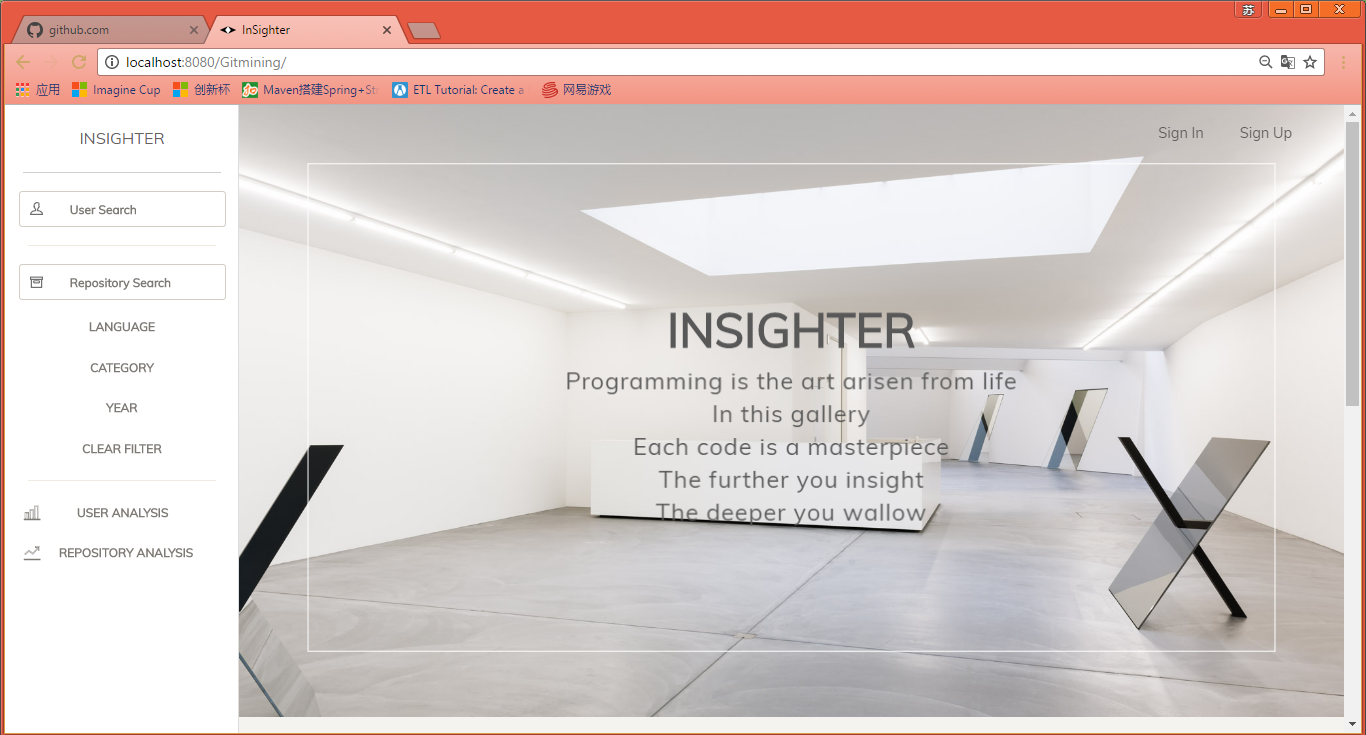 苏
github.com
InSighter
localhost:8080/Gitmining/
应用
Imagine Cup
创新杯
Maven搭建Spring+St
ETL Tutorial: Create a
网易游戏
INSIGHTER
User Search
Repository Search
LANGUAGE
CATEGORY
YEAR
CLEAR FILTER
USER ANALYSIS
REPOSITORY ANALYSIS
Sign In
Sign Up
INSIGHTER
Programming is the art arisen from life
In this gallery
Each code is a masterpiece
The further you insight
The deeper you wallow